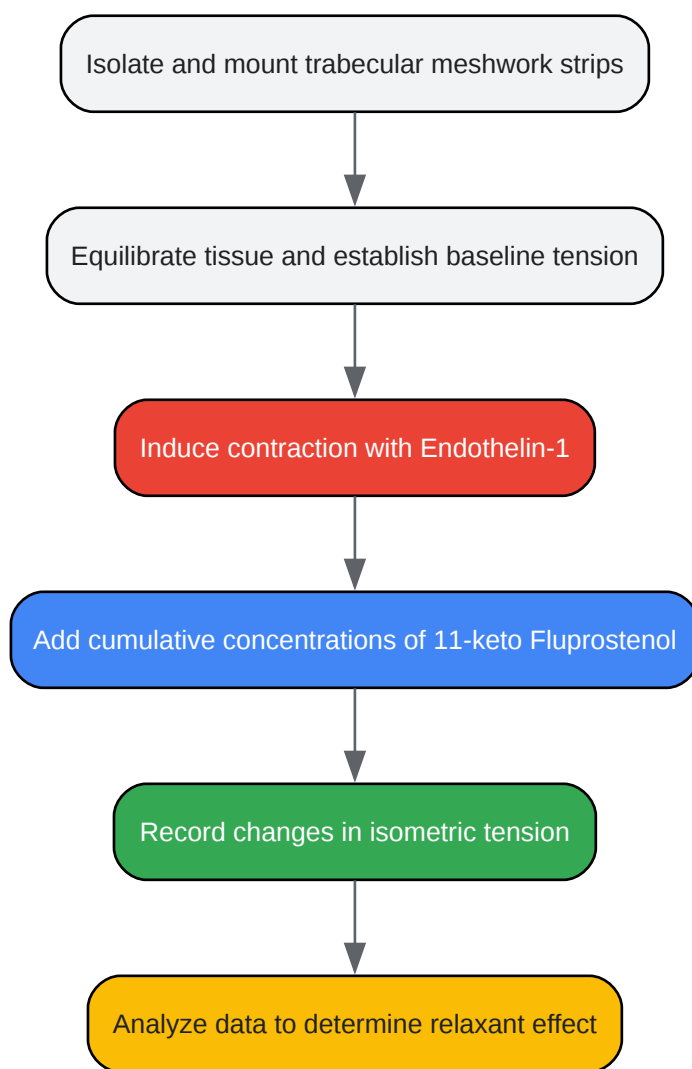 Isolate and mount trabecular meshwork strips
Equilibrate tissue and establish baseline tension
Induce contraction with Endothelin-1
Add cumulative concentrations of 11-keto Fluprostenol
Record changes in isometric tension
Analyze data to determine relaxant effect